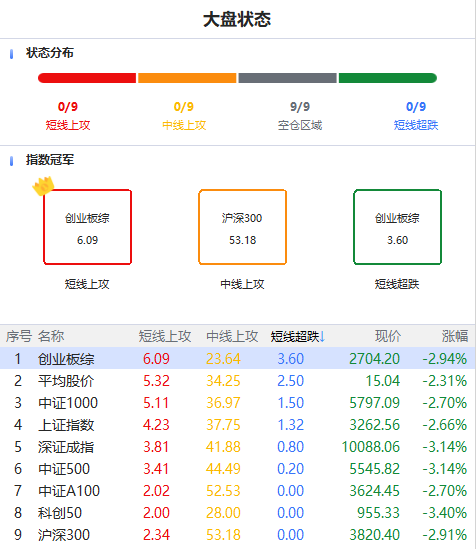 大盘状态
状态分布
0/9 0/9 9/9 0/9
短线上攻 中线上攻 空仓区域 短线超跌
指数冠军
创业板综 沪深300 创业板综
6.09 53.18 3.60
短线上攻 中线上攻 短线超跌
序号 名称 短线上攻 中线上攻 短线超跌↓ 现价 涨幅
1 创业板综 6.09 23.64 3.60 2704.20 -2.94%
2 平均股价 5.32 34.25 2.50 15.04 -2.31%
3 中证1000 5.11 36.97 1.50 5797.09 -2.70%
4 上证指数 4.23 37.75 1.32 3262.56 -2.66%
5 深证成指 3.81 41.88 0.80 10088.06 -3.14%
6 中证500 3.41 44.49 0.20 5545.82 -3.14%
7 中证A100 2.02 52.53 0.00 3624.45 -2.70%
8 科创50 2.00 28.00 0.00 955.33 -3.40%
9 沪深300 2.34 53.18 0.00 3820.40 -2.91%